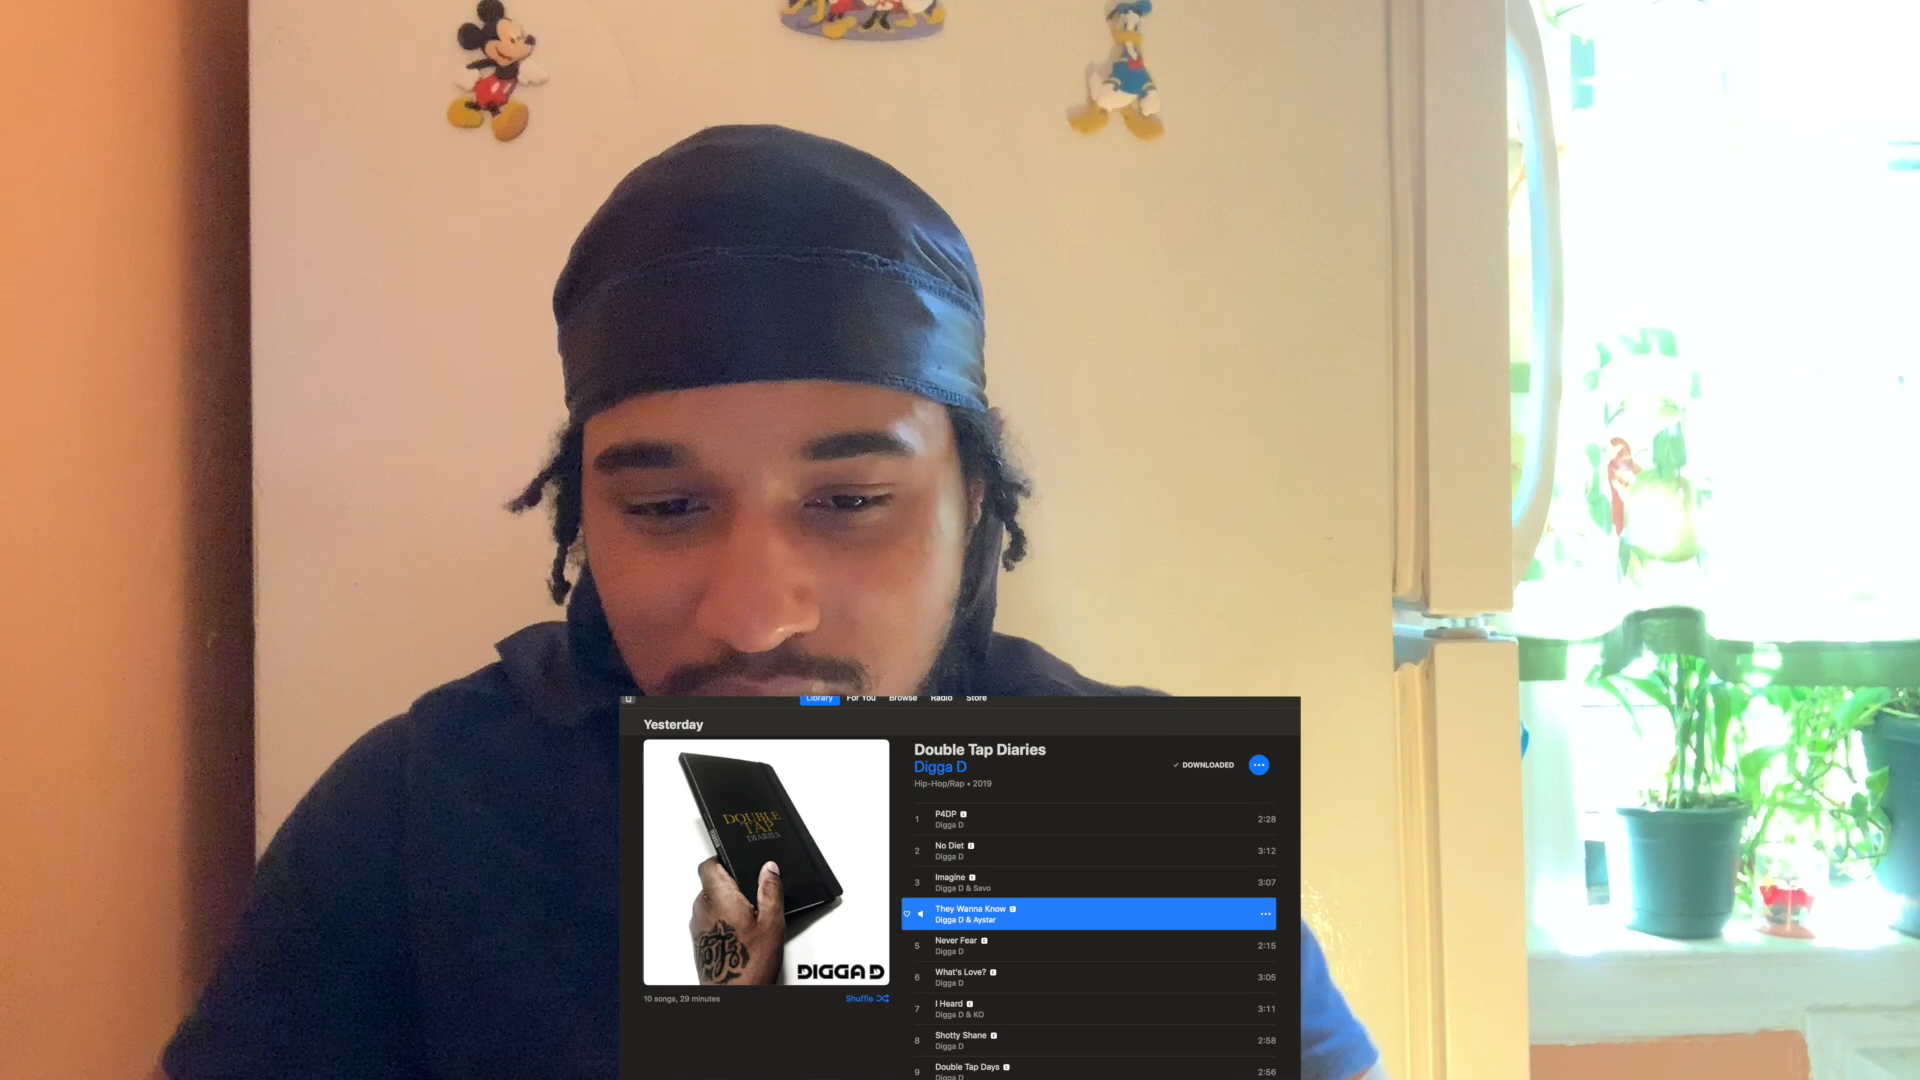 Library For You Browse Radio Store
Yesterday
DOUBLE
TAP
DIARIES
DIGGA D
10 songs, 29 minutes
Shuffle
Double Tap Diaries
Digga D
Hip-Hop/Rap • 2019
✓ DOWNLOADED
1 P4DP E 2:28
Digga D
2 No Diet E 3:12
Digga D
3 Imagine E 3:07
Digga D & Savo
They Wanna Know E
Digga D & Aystar
5 Never Fear E 2:15
Digga D
6 What's Love? E 3:05
Digga D
7 I Heard E 3:11
Digga D & KO
8 Shotty Shane E 2:58
Digga D
9 Double Tap Days E 2:56
Digga D